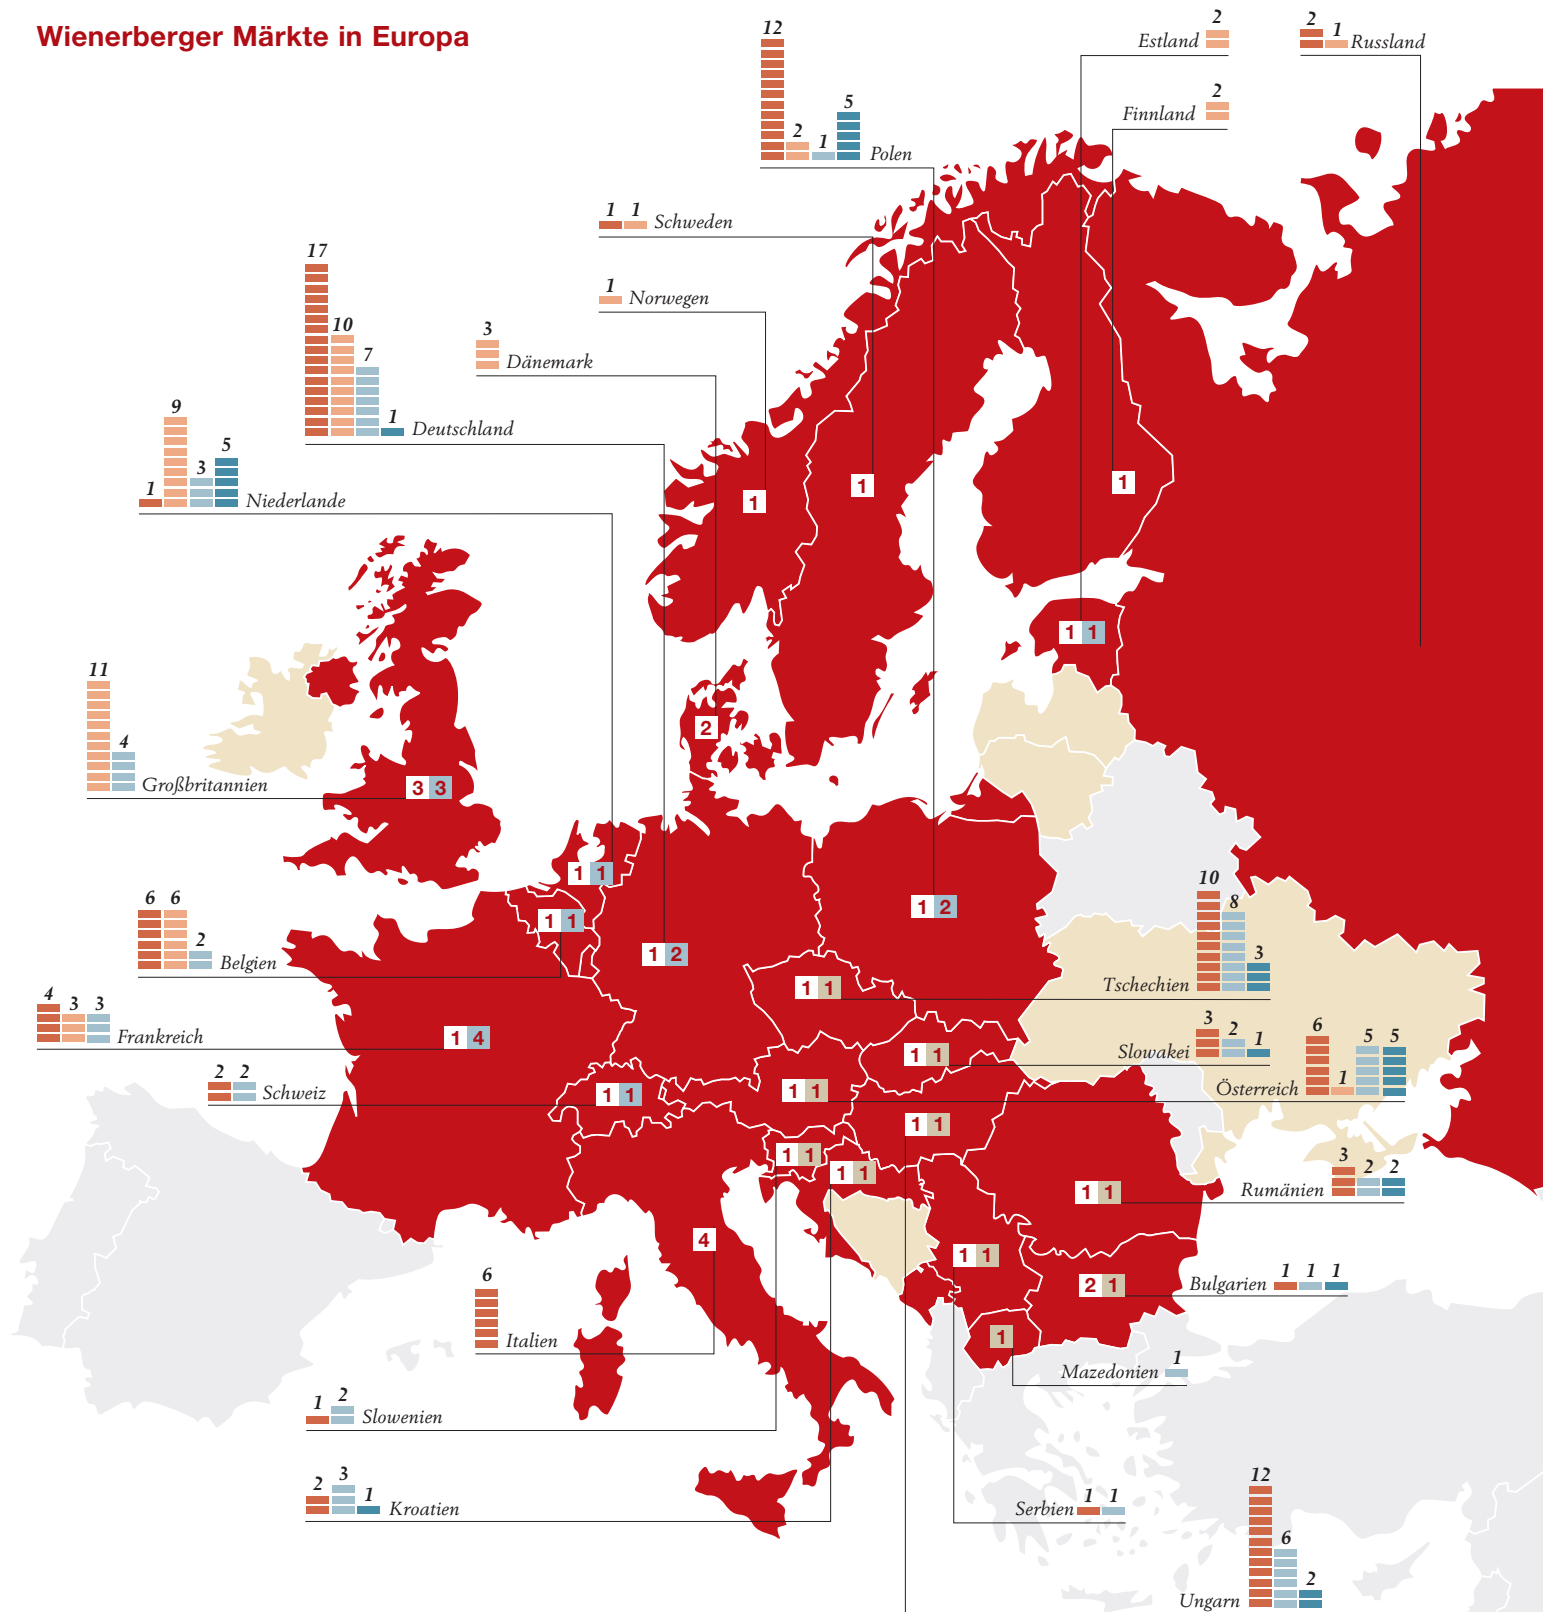 Wienerberger Märkte in Europa
12 2 1 5 Polen
2 Estland
2 1 Russland
2 Finnland
1 1 Schweden
17 10 7 1 Deutschland
1 Norwegen
3 Dänemark
1 9 3 5 Niederlande
1
1
1
1 1
11 4 Großbritannien
2
3 3
1 1
6 6 2 Belgien
1 1
1 2
1 2
10 8 3 Tschechien
1 1
4 3 3 Frankreich
1 4
3 2 1 Slowakei
1 1
6 1 5 5 Österreich
2 2 Schweiz
1 1
1 1
1 1
1 1
1 1
3 2 2 Rumänien
1 1
4
1 1
2 1
Bulgarien 1 1 1
6 Italien
1
Mazedonien 1
1 2 Slowenien
2 3 1 Kroatien
Serbien 1 1
12 6 2 Ungarn